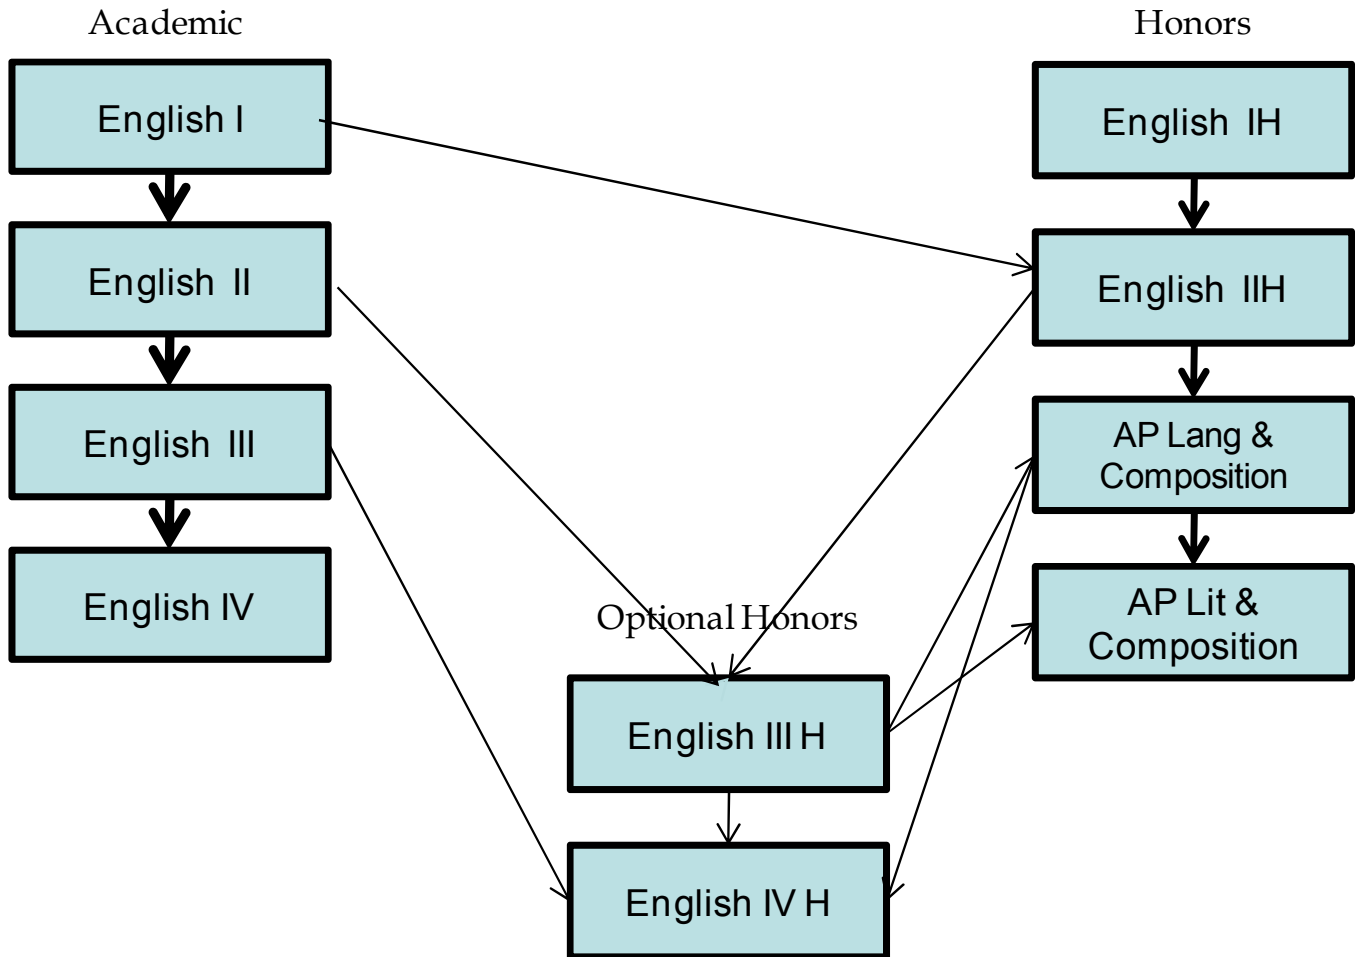 Academic
Honors
English I
English IH
English II
English IIH
English III
AP Lang &
Composition
English IV
AP Lit &
Composition
Optional Honors
English III H
English IV H